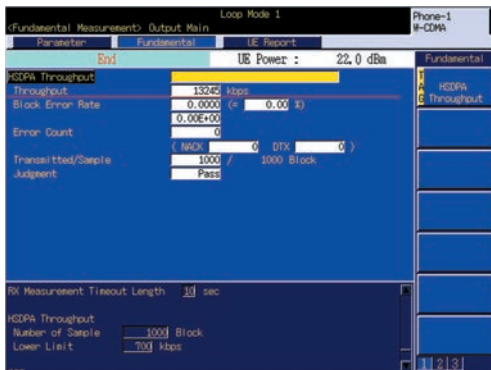 Loop Mode 1
Phone-1
<Fundamental Measurement> Output Main
W-CDMA
Parameter Fundamental UE Report
End UE Power : 22.0 dBm Fundamental
HSDPA Throughput
TAG
HSDPA Throughput
Throughput 13245 kbps
Block Error Rate 0.0000 (= 0.00 %)
0.00E+00
Error Count 0
( NACK 0 DTX 0 )
Transmitted/Sample 1000 / 1000 Block
Judgment Pass
RX Measurement Timeout Length 10 sec
HSDPA Throughput
Number of Sample 1000 Block
Lower Limit 700 kbps
1 2 3